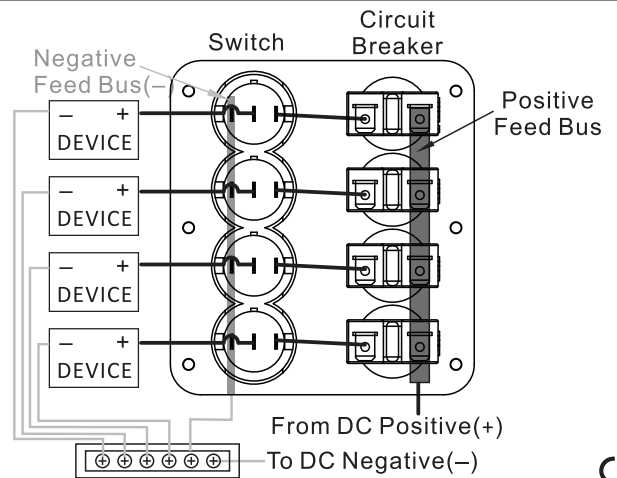 Circuit
Switch Breaker
Negative
Feed Bus(–)
Positive
Feed Bus
– +
DEVICE
– +
DEVICE
– +
DEVICE
– +
DEVICE
From DC Positive(+)
To DC Negative(–)